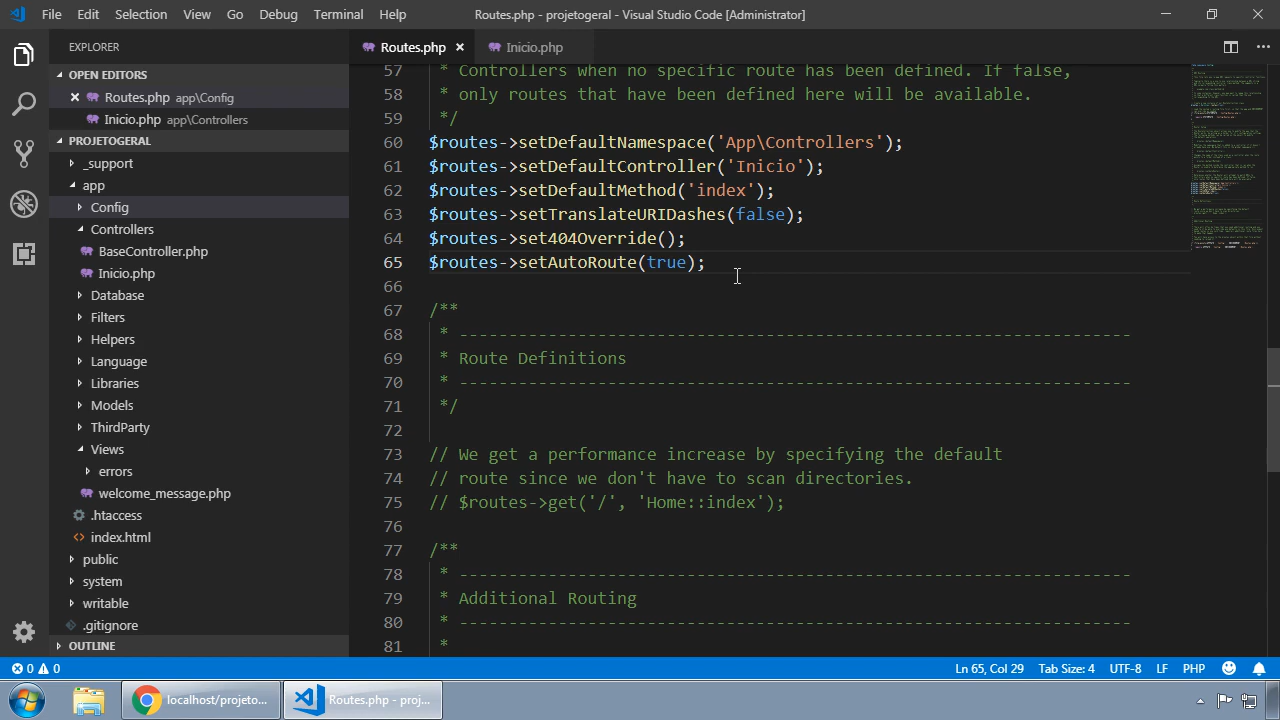 File Edit Selection View Go Debug Terminal Help
Routes.php - projetogeral - Visual Studio Code [Administrator]
EXPLORER
OPEN EDITORS
Routes.php app\Config
Inicio.php app\Controllers
PROJETOGERAL
_support
app
Config
Controllers
BaseController.php
Inicio.php
Database
Filters
Helpers
Language
Libraries
Models
ThirdParty
Views
errors
welcome_message.php
.htaccess
index.html
public
system
writable
.gitignore
OUTLINE
Routes.php Inicio.php
57 * Controllers when no specific route has been defined. If false,
58 * only routes that have been defined here will be available.
59 */
60 $routes->setDefaultNamespace('App\Controllers');
61 $routes->setDefaultController('Inicio');
62 $routes->setDefaultMethod('index');
63 $routes->setTranslateURIDashes(false);
64 $routes->set404Override();
65 $routes->setAutoRoute(true);
66
67 /**
68 * --------------------------------------------------------------------
69 * Route Definitions
70 * --------------------------------------------------------------------
71 */
72
73 // We get a performance increase by specifying the default
74 // route since we don't have to scan directories.
75 // $routes->get('/', 'Home::index');
76
77 /**
78 * --------------------------------------------------------------------
79 * Additional Routing
80 * --------------------------------------------------------------------
81 *
0 0 Ln 65, Col 29 Tab Size: 4 UTF-8 LF PHP
localhost/projeto... Routes.php - proj...